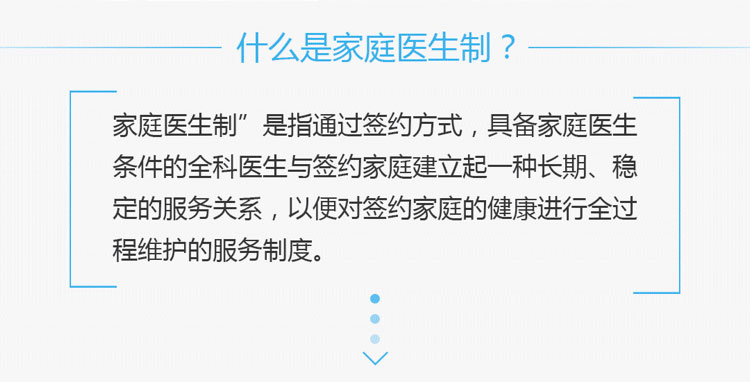 什么是家庭医生制？
家庭医生制”是指通过签约方式，具备家庭医生
条件的全科医生与签约家庭建立起一种长期、稳
定的服务关系，以便对签约家庭的健康进行全过
程维护的服务制度。